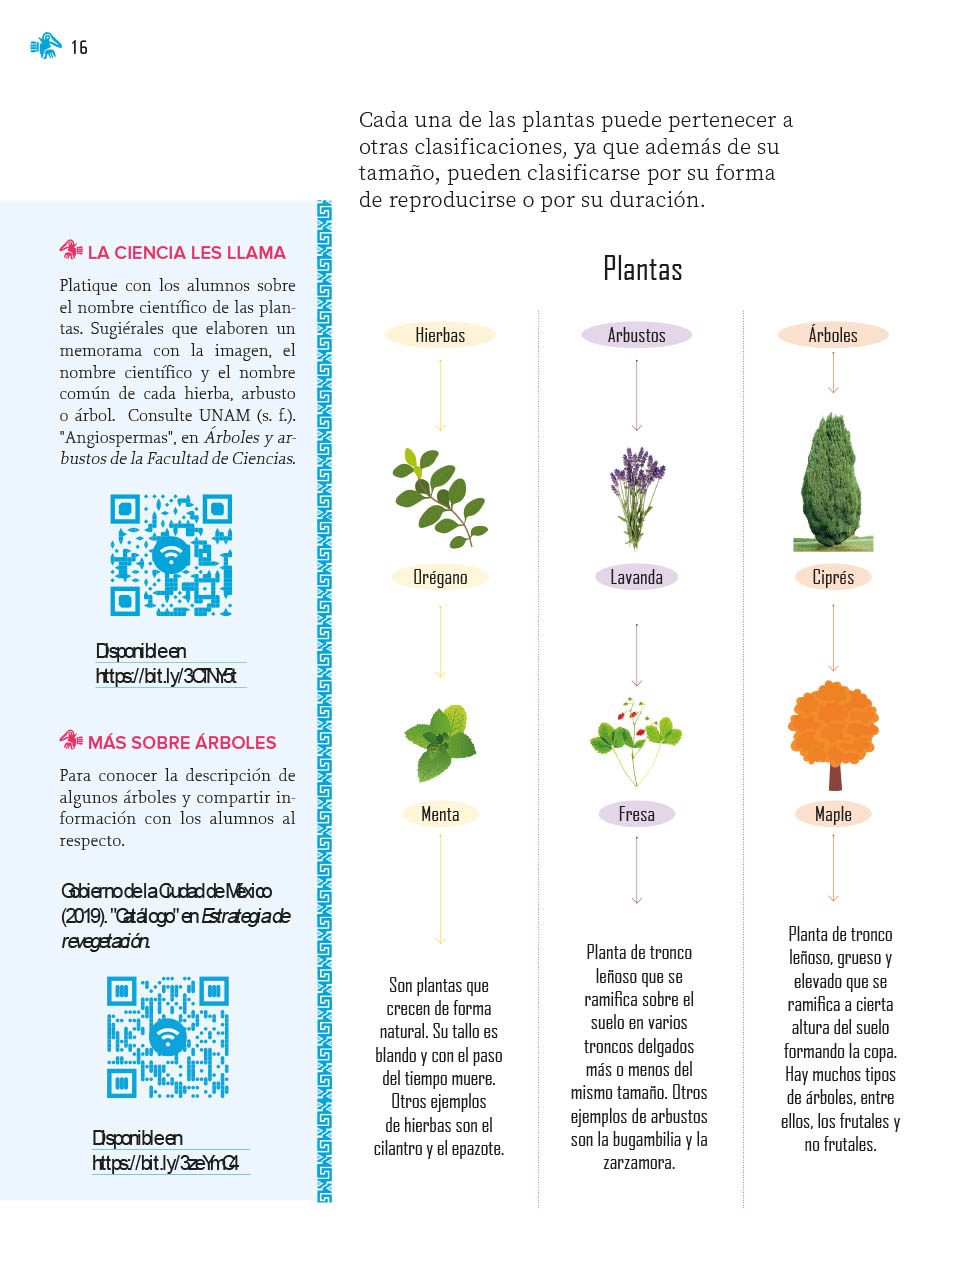 16
Cada una de las plantas puede pertenecer a
otras clasificaciones, ya que además de su
tamaño, pueden clasificarse por su forma
de reproducirse o por su duración.
LA CIENCIA LES LLAMA
Platique con los alumnos sobre
el nombre científico de las plan-
tas. Sugiérales que elaboren un
memorama con la imagen, el
nombre científico y el nombre
común de cada hierba, arbusto
o árbol. Consulte UNAM (s. f.).
"Angiospermas", en Árboles y ar-
bustos de la Facultad de Ciencias.
Disponible en
https://bit.ly/3CTNY5t
MÁS SOBRE ÁRBOLES
Para conocer la descripción de
algunos árboles y compartir in-
formación con los alumnos al
respecto.
Gobierno de la Ciudad de México
(2019). "Catálogo" en Estrategia de
revegetación.
Disponible en
https://bit.ly/3zeYmC4
Plantas
Hierbas
Orégano
Menta
Son plantas que
crecen de forma
natural. Su tallo es
blando y con el paso
del tiempo muere.
Otros ejemplos
de hierbas son el
cilantro y el epazote.
Arbustos
Lavanda
Fresa
Planta de tronco
leñoso que se
ramifica sobre el
suelo en varios
troncos delgados
más o menos del
mismo tamaño. Otros
ejemplos de arbustos
son la bugambilia y la
zarzamora.
Árboles
Ciprés
Maple
Planta de tronco
leñoso, grueso y
elevado que se
ramifica a cierta
altura del suelo
formando la copa.
Hay muchos tipos
de árboles, entre
ellos, los frutales y
no frutales.